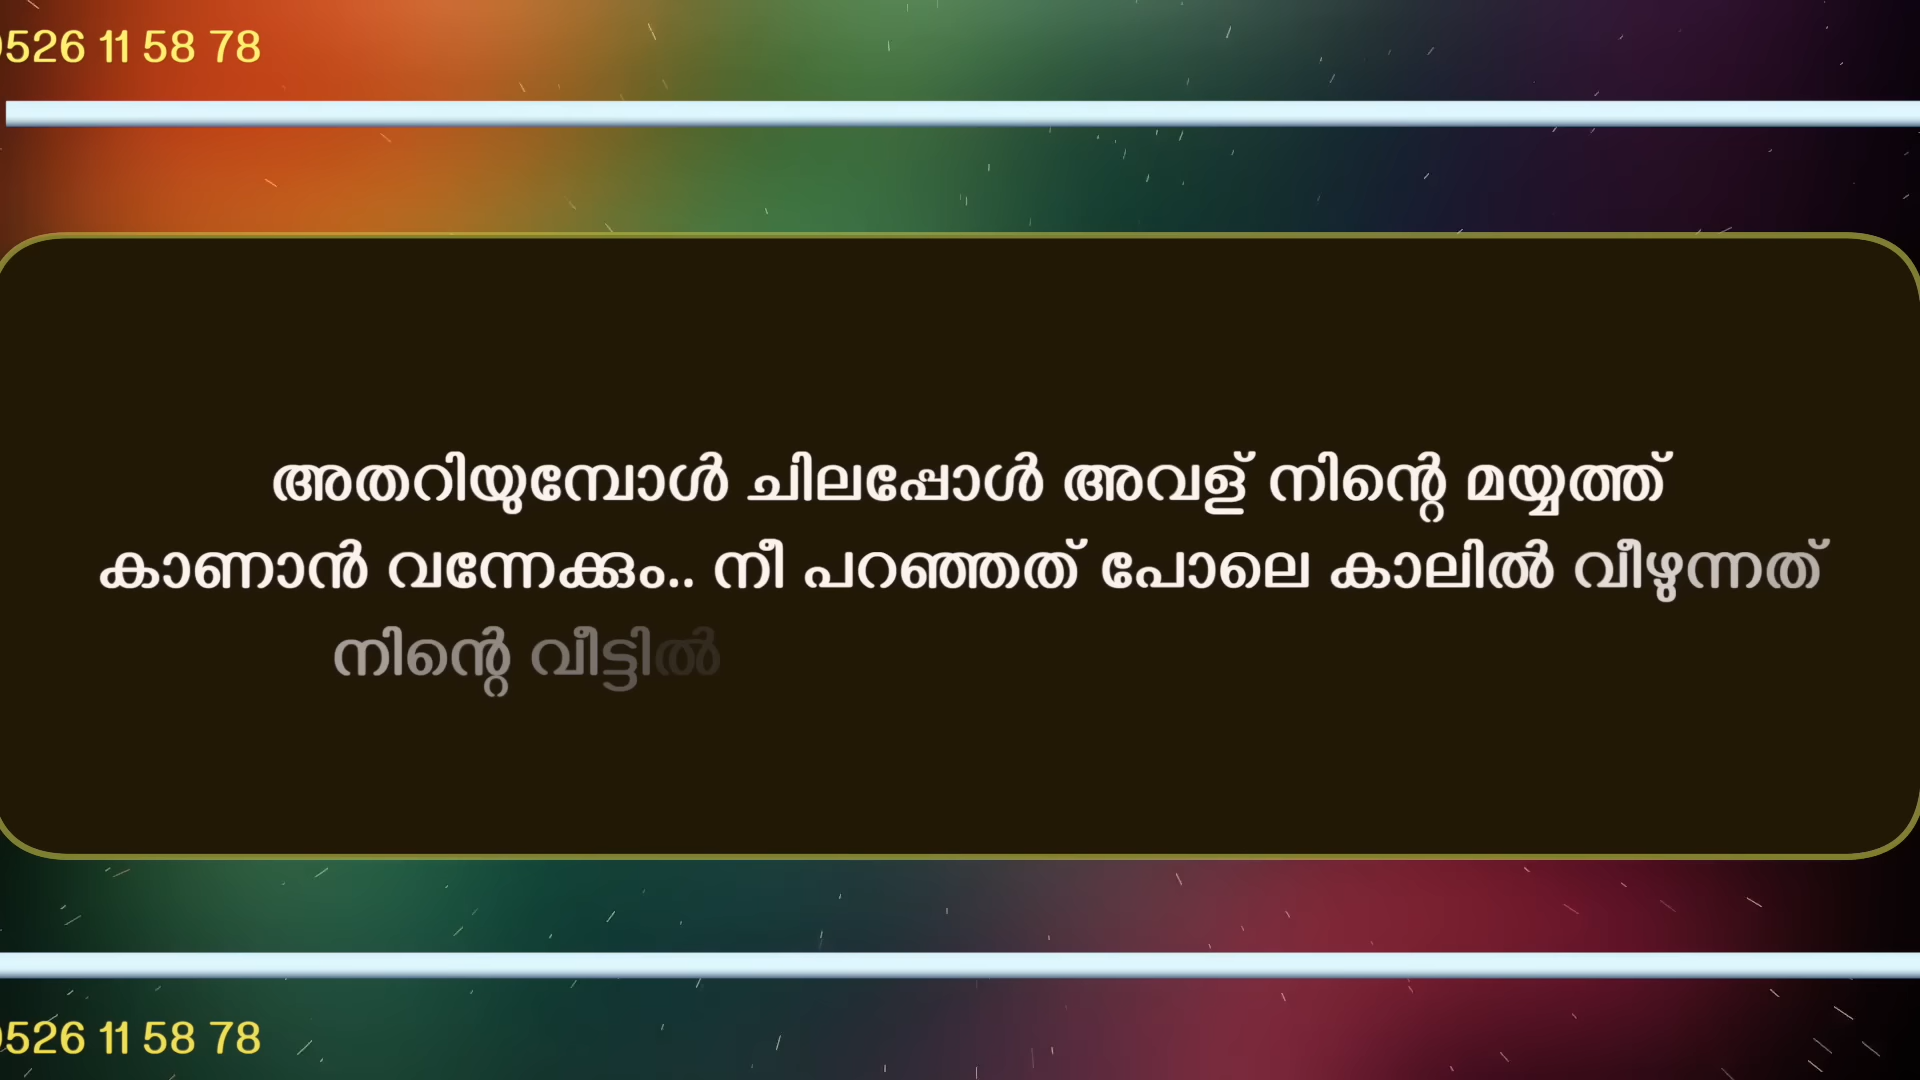 526 11 58 78
അതറിയുമ്പോൾ ചിലപ്പോൾ അവള് നിന്റെ മയ്യത്ത്
കാണാൻ വന്നേക്കും.. നീ പറഞ്ഞത് പോലെ കാലിൽ വീഴുന്നത്
നിന്റെ വീട്ടിൽ
526 11 58 78